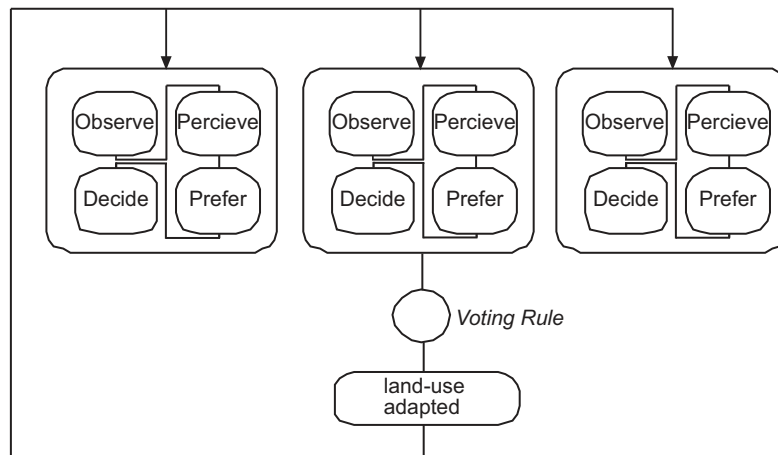 Observe Percieve Observe Percieve Observe Percieve
Decide Prefer Decide Prefer Decide Prefer
Voting Rule
land-use
adapted